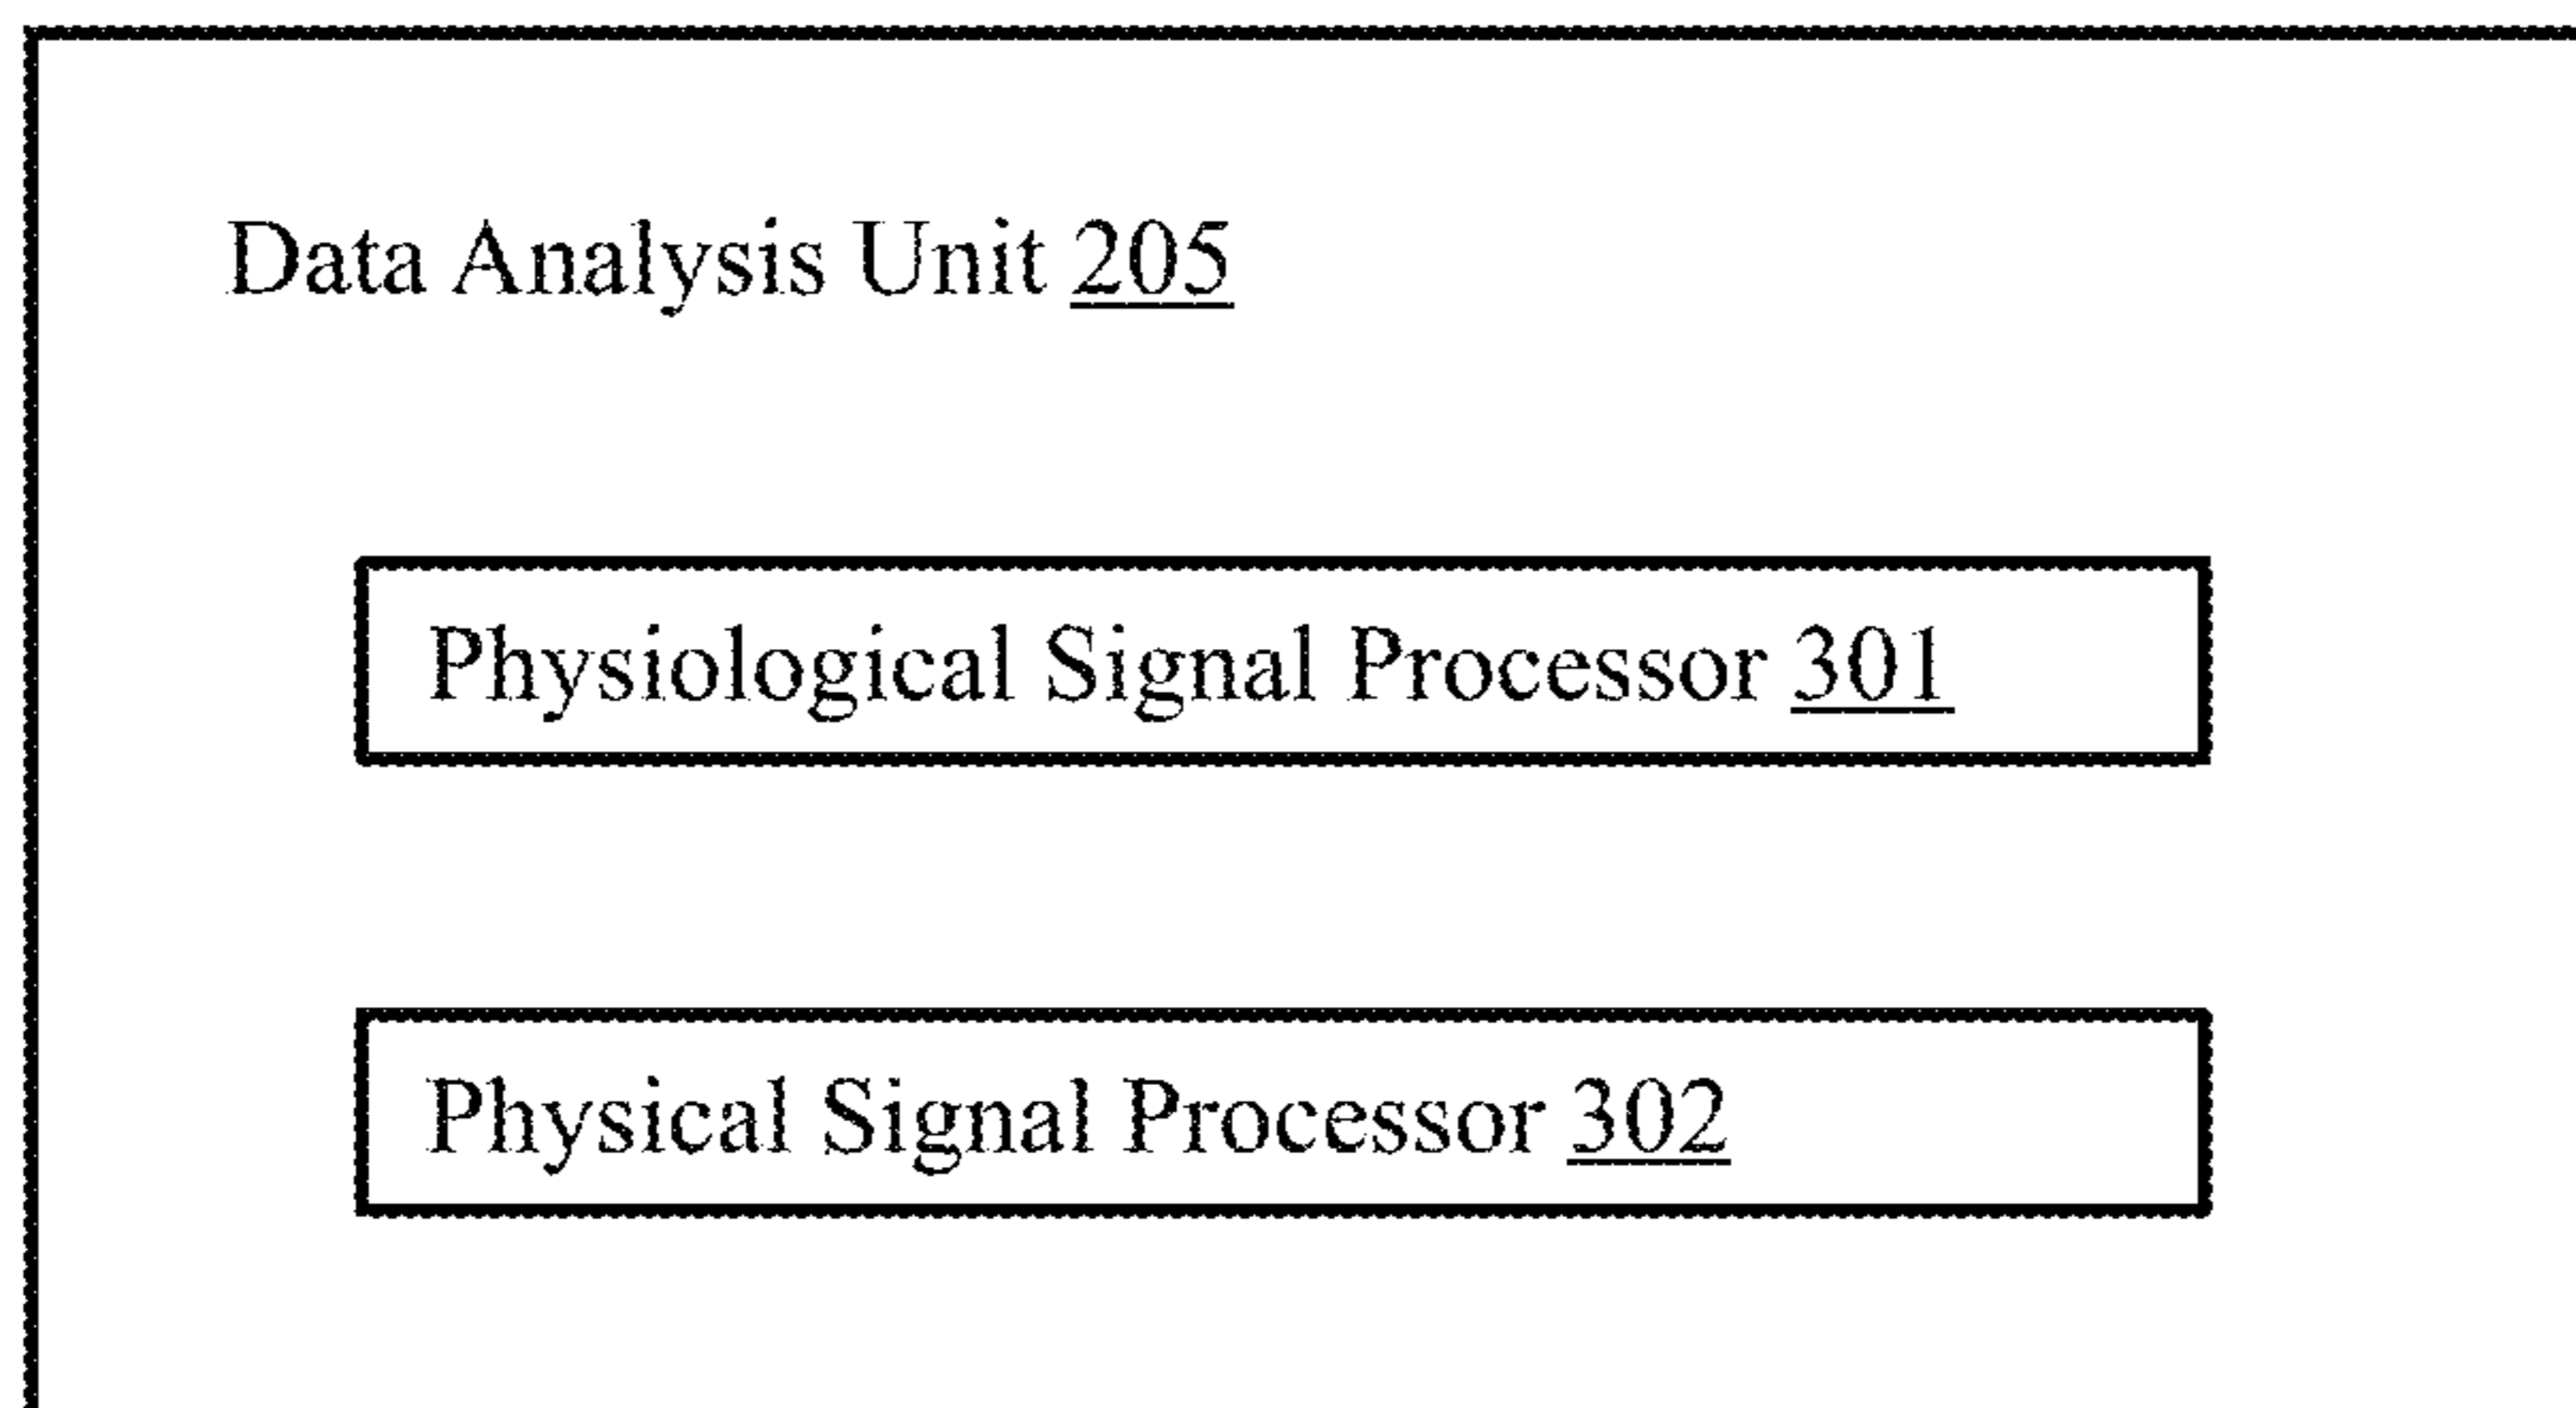 Data Analysis Unit 205
Physiological Signal Processor 301
Physical Signal Processor 302